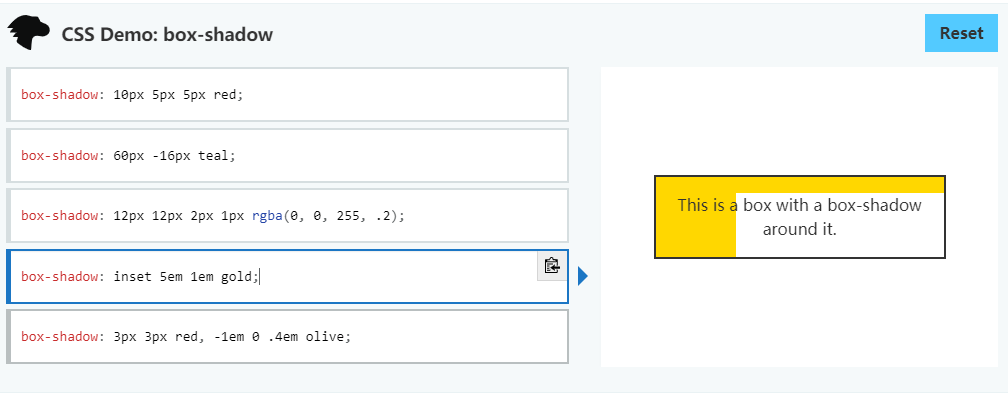 CSS Demo: box-shadow
Reset
box-shadow: 10px 5px 5px red;
box-shadow: 60px -16px teal;
box-shadow: 12px 12px 2px 1px rgba(0, 0, 255, .2);
box-shadow: inset 5em 1em gold;
box-shadow: 3px 3px red, -1em 0 .4em olive;
This is a box with a box-shadow
around it.